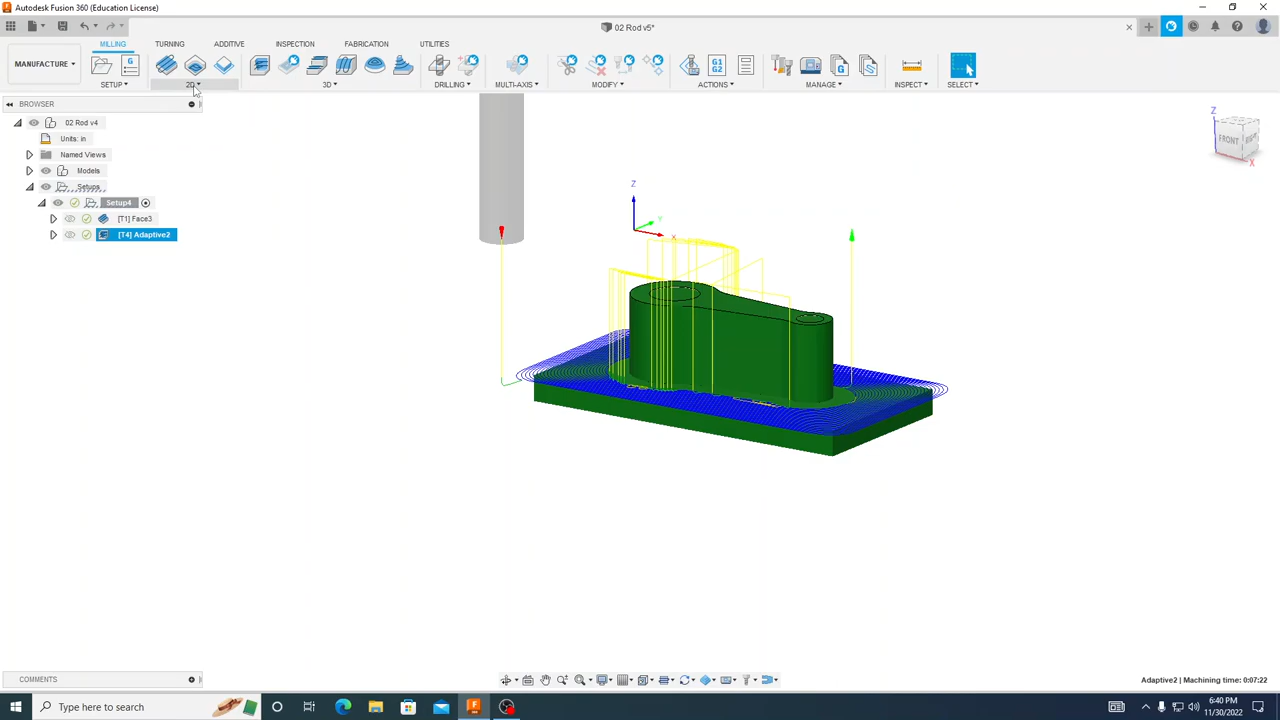 Autodesk Fusion 360 (Education License)
02 Rod v5*
MILLING TURNING ADDITIVE INSPECTION FABRICATION UTILITIES
MANUFACTURE
SETUP 2D 3D DRILLING MULTI-AXIS MODIFY ACTIONS MANAGE INSPECT SELECT
G1
G2
BROWSER
02 Rod v4
Units: in
Named Views
Models
Setups
Setup4
[T1] Face3
[T4] Adaptive2
Z
Y
X
Z
FRONT
X
COMMENTS
Adaptive2 | Machining time: 0:07:22
Type here to search
6:40 PM
11/30/2022